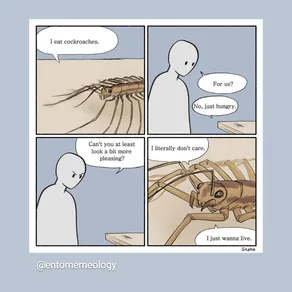 I eat cockroaches.
For us?
No, just hungry.
Can't you at least
look a bit more
pleaning?
I literally don't care.
I just wanna live.
@entomemeology